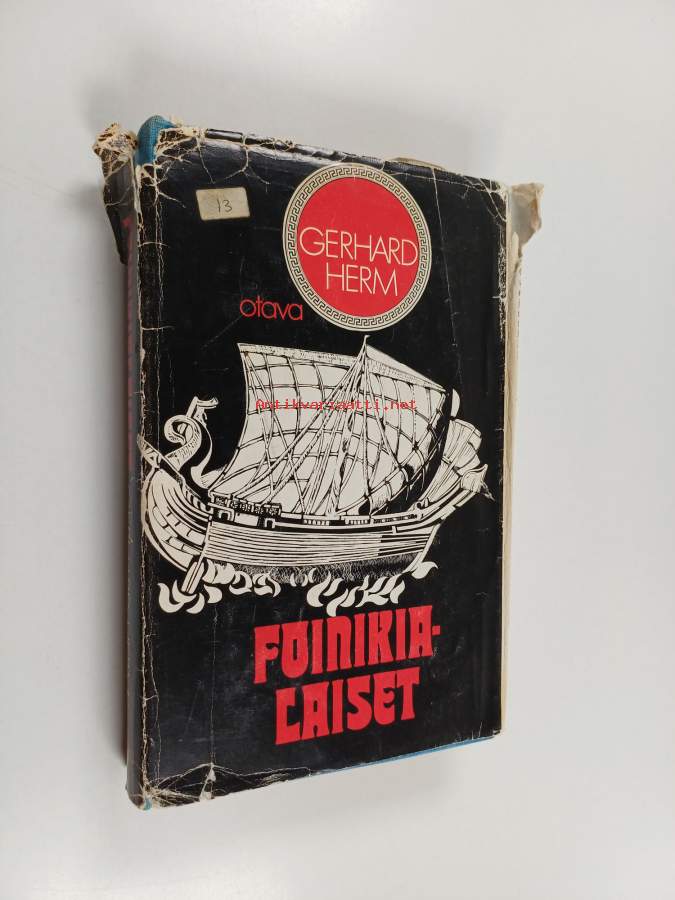 13
GERHARD
HERM
otava
Antikvariaatti.net
FOINIKIA-
LAISET